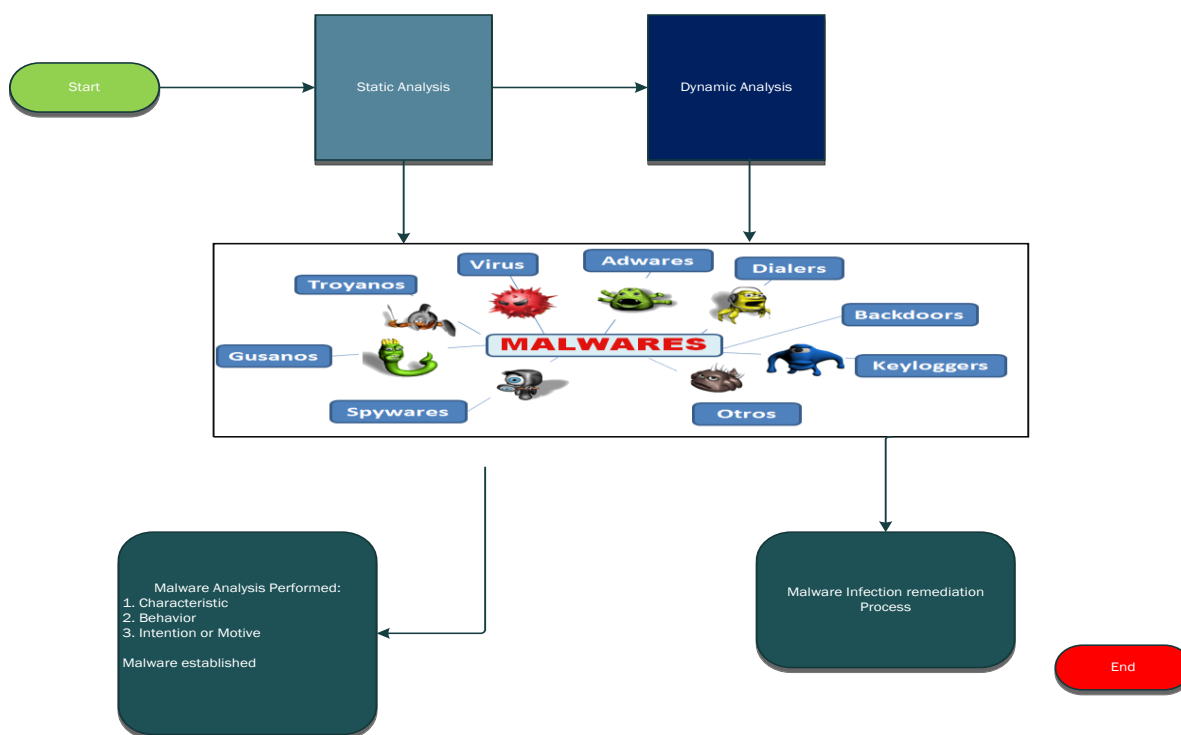 Start
Static Analysis
Dynamic Analysis
Virus
Adwares
Dialers
Troyanos
Backdoors
MALWARES
Gusanos
Keyloggers
Spywares
Otros
Malware Analysis Performed:
1. Characteristic
2. Behavior
3. Intention or Motive
Malware established
Malware Infection remediation
Process
End